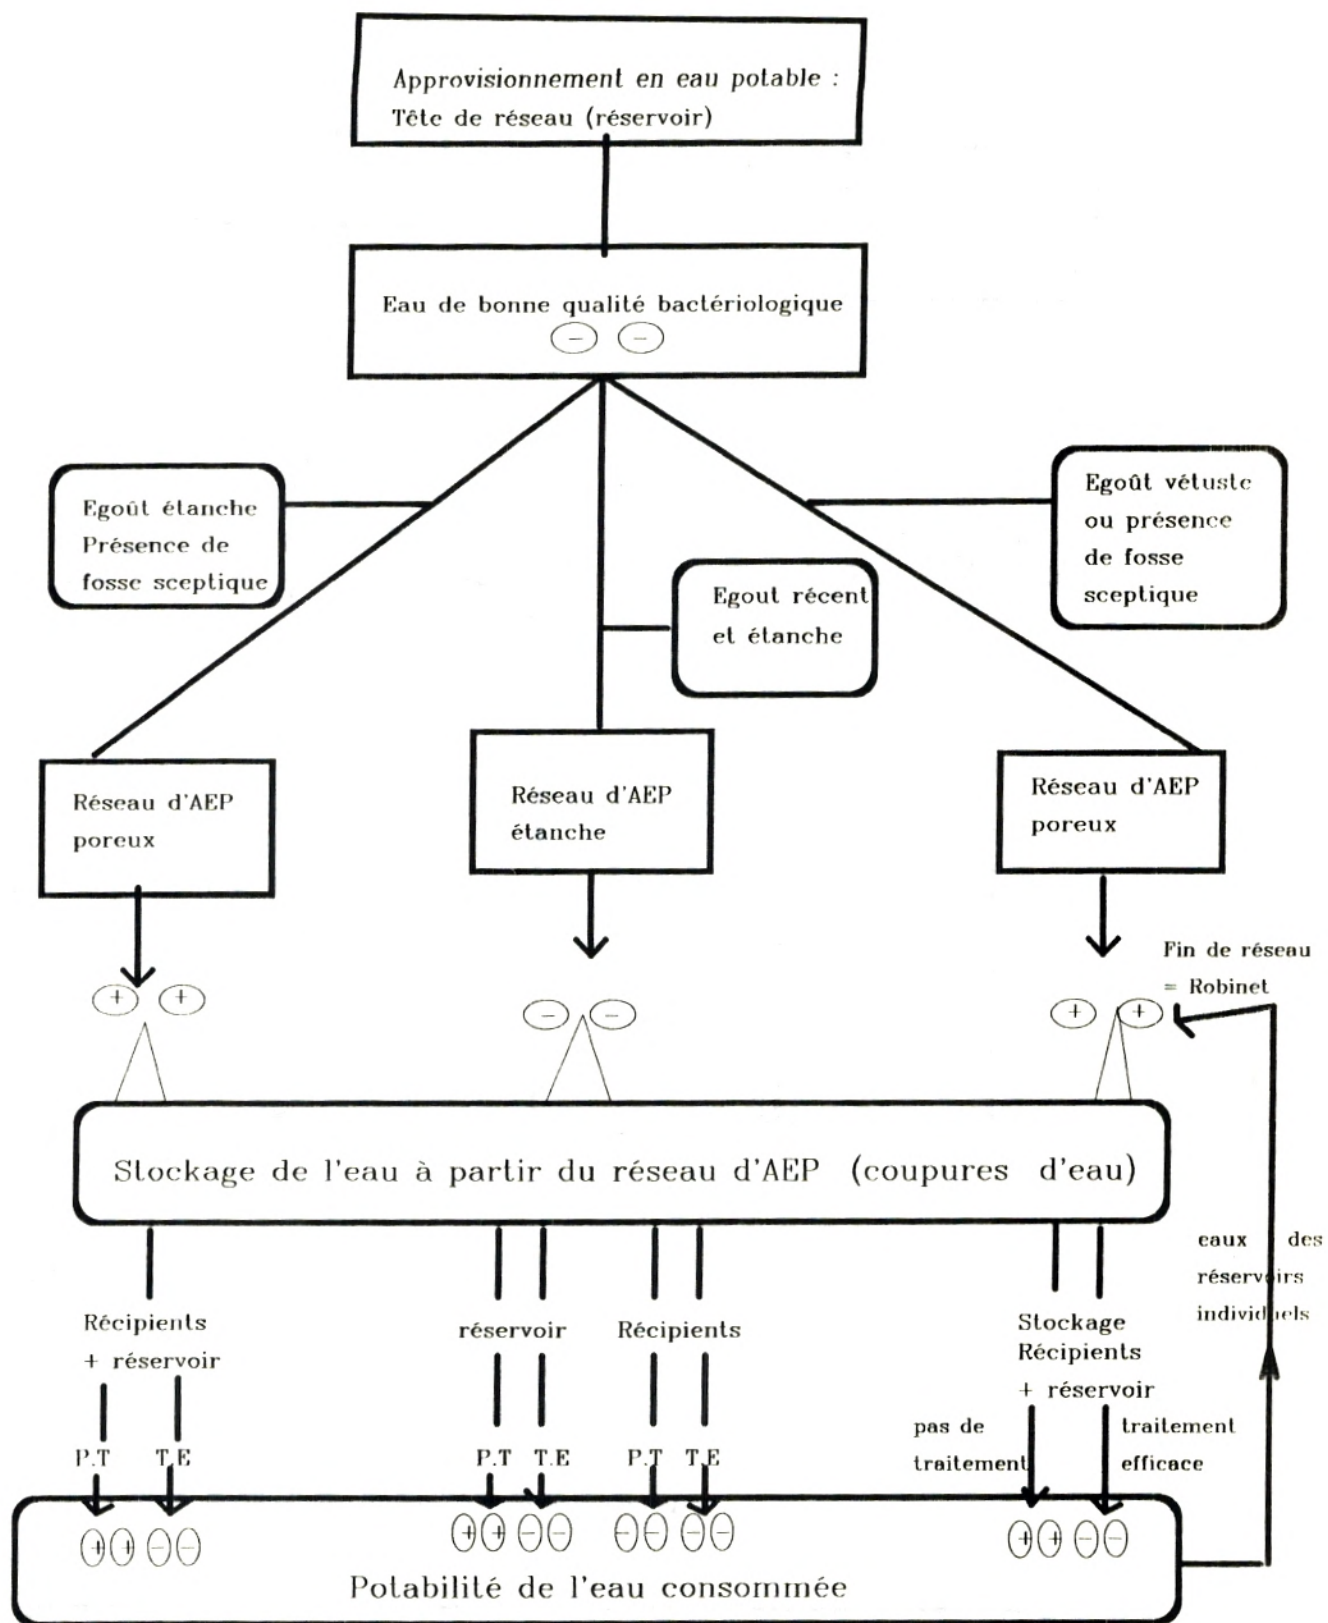 Approvisionnement en eau potable :
Tête de réseau (réservoir)
Eau de bonne qualité bactériologique
− −
Egoût étanche
Présence de
fosse sceptique
Egout récent
et étanche
Egoût vétuste
ou présence
de fosse
sceptique
Réseau d'AEP
poreux
Réseau d'AEP
étanche
Réseau d'AEP
poreux
+ +
− −
+ +
Fin de réseau
= Robinet
Stockage de l'eau à partir du réseau d'AEP (coupures d'eau)
Récipients
+ réservoir
réservoir
Récipients
Stockage
Récipients
+ réservoir
eaux des
réservoirs
individuels
P.T T.E
P.T T.E
P.T T.E
pas de
traitement
traitement
efficace
+ + − −
+ + − −
− − − −
+ + − −
Potabilité de l'eau consommée